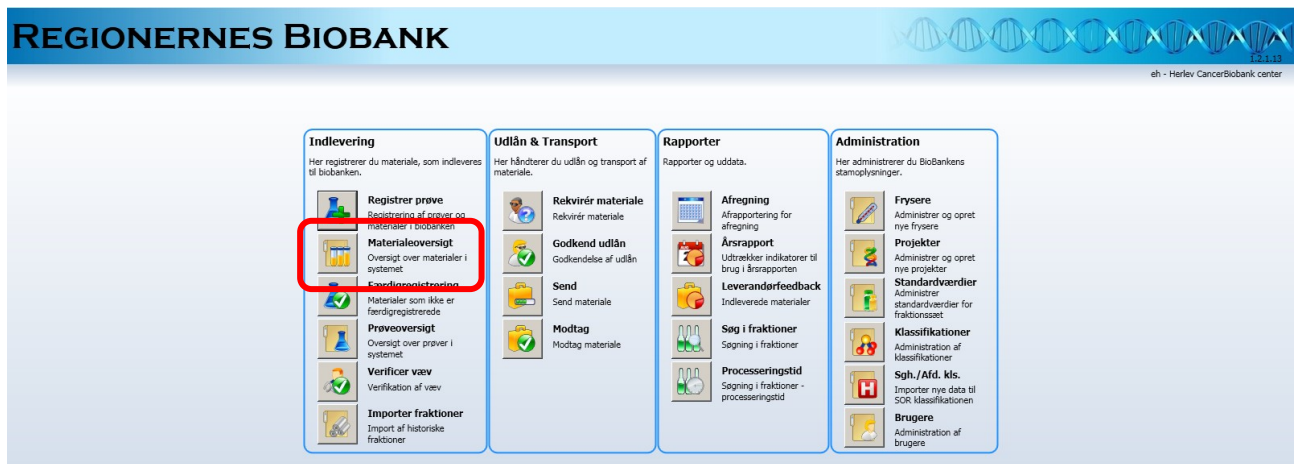 REGIONERNES BIOBANK
1.2.1.13
eh - Herlev CancerBiobank center
Indlevering
Her registrerer du materiale, som indleveres
til biobanken.
Registrer prøve
Registrering af prøver og
materialer i biobanken
Materialeoversigt
Oversigt over materialer i
systemet
Færdigregistrering
Materialer som ikke er
færdigregistrerede
Prøveoversigt
Oversigt over prøver i
systemet
Verificer væv
Verifikation af væv
Importer fraktioner
Import af historiske
fraktioner
Udlån & Transport
Her håndterer du udlån og transport af
materiale.
Rekvirér materiale
Rekvirér materiale
Godkend udlån
Godkendelse af udlån
Send
Send materiale
Modtag
Modtag materiale
Rapporter
Rapporter og uddata.
Afregning
Afrapportering for
afregning
Årsrapport
Udtrækker indikatorer til
brug i årsrapporten
Leverandørfeedback
Indleverede materialer
Søg i fraktioner
Søgning i fraktioner
Processeringstid
Søgning i fraktioner -
processeringstid
Administration
Her administrerer du BioBankens
stamoplysninger.
Frysere
Administrer og opret
nye frysere
Projekter
Administrer og opret
nye projekter
Standardværdier
Administrer
standardværdier for
fraktionssæt
Klassifikationer
Administration af
klassifikationer
Sgh./Afd. kls.
Importer nye data til
SOR klassifikationen
Brugere
Administration af
brugere